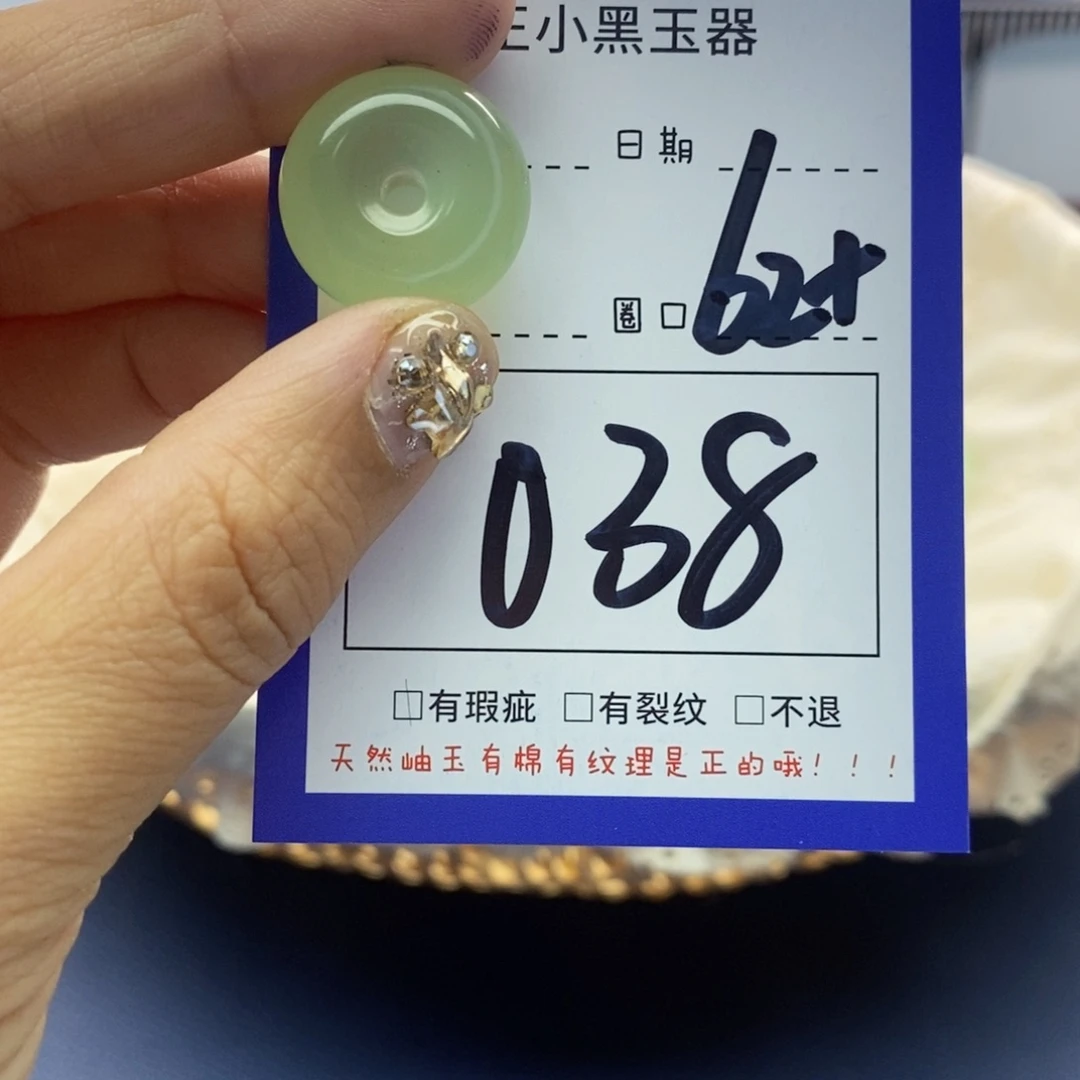 王小黑玉器
日期
圈口 62+
038
□有瑕疵 □有裂纹 □不退
天然岫玉有棉有纹理是正的哦！！！